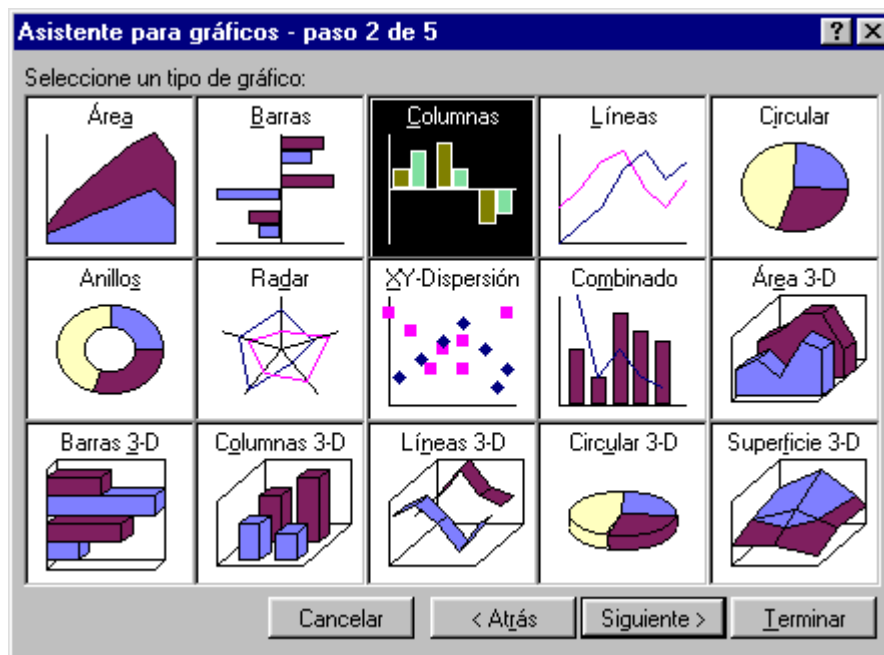 Asistente para gráficos - paso 2 de 5
Seleccione un tipo de gráfico:
Área
Barras
Columnas
Líneas
Circular
Anillos
Radar
XY-Dispersión
Combinado
Área 3-D
Barras 3-D
Columnas 3-D
Líneas 3-D
Circular 3-D
Superficie 3-D
Cancelar
< Atrás
Siguiente >
Terminar